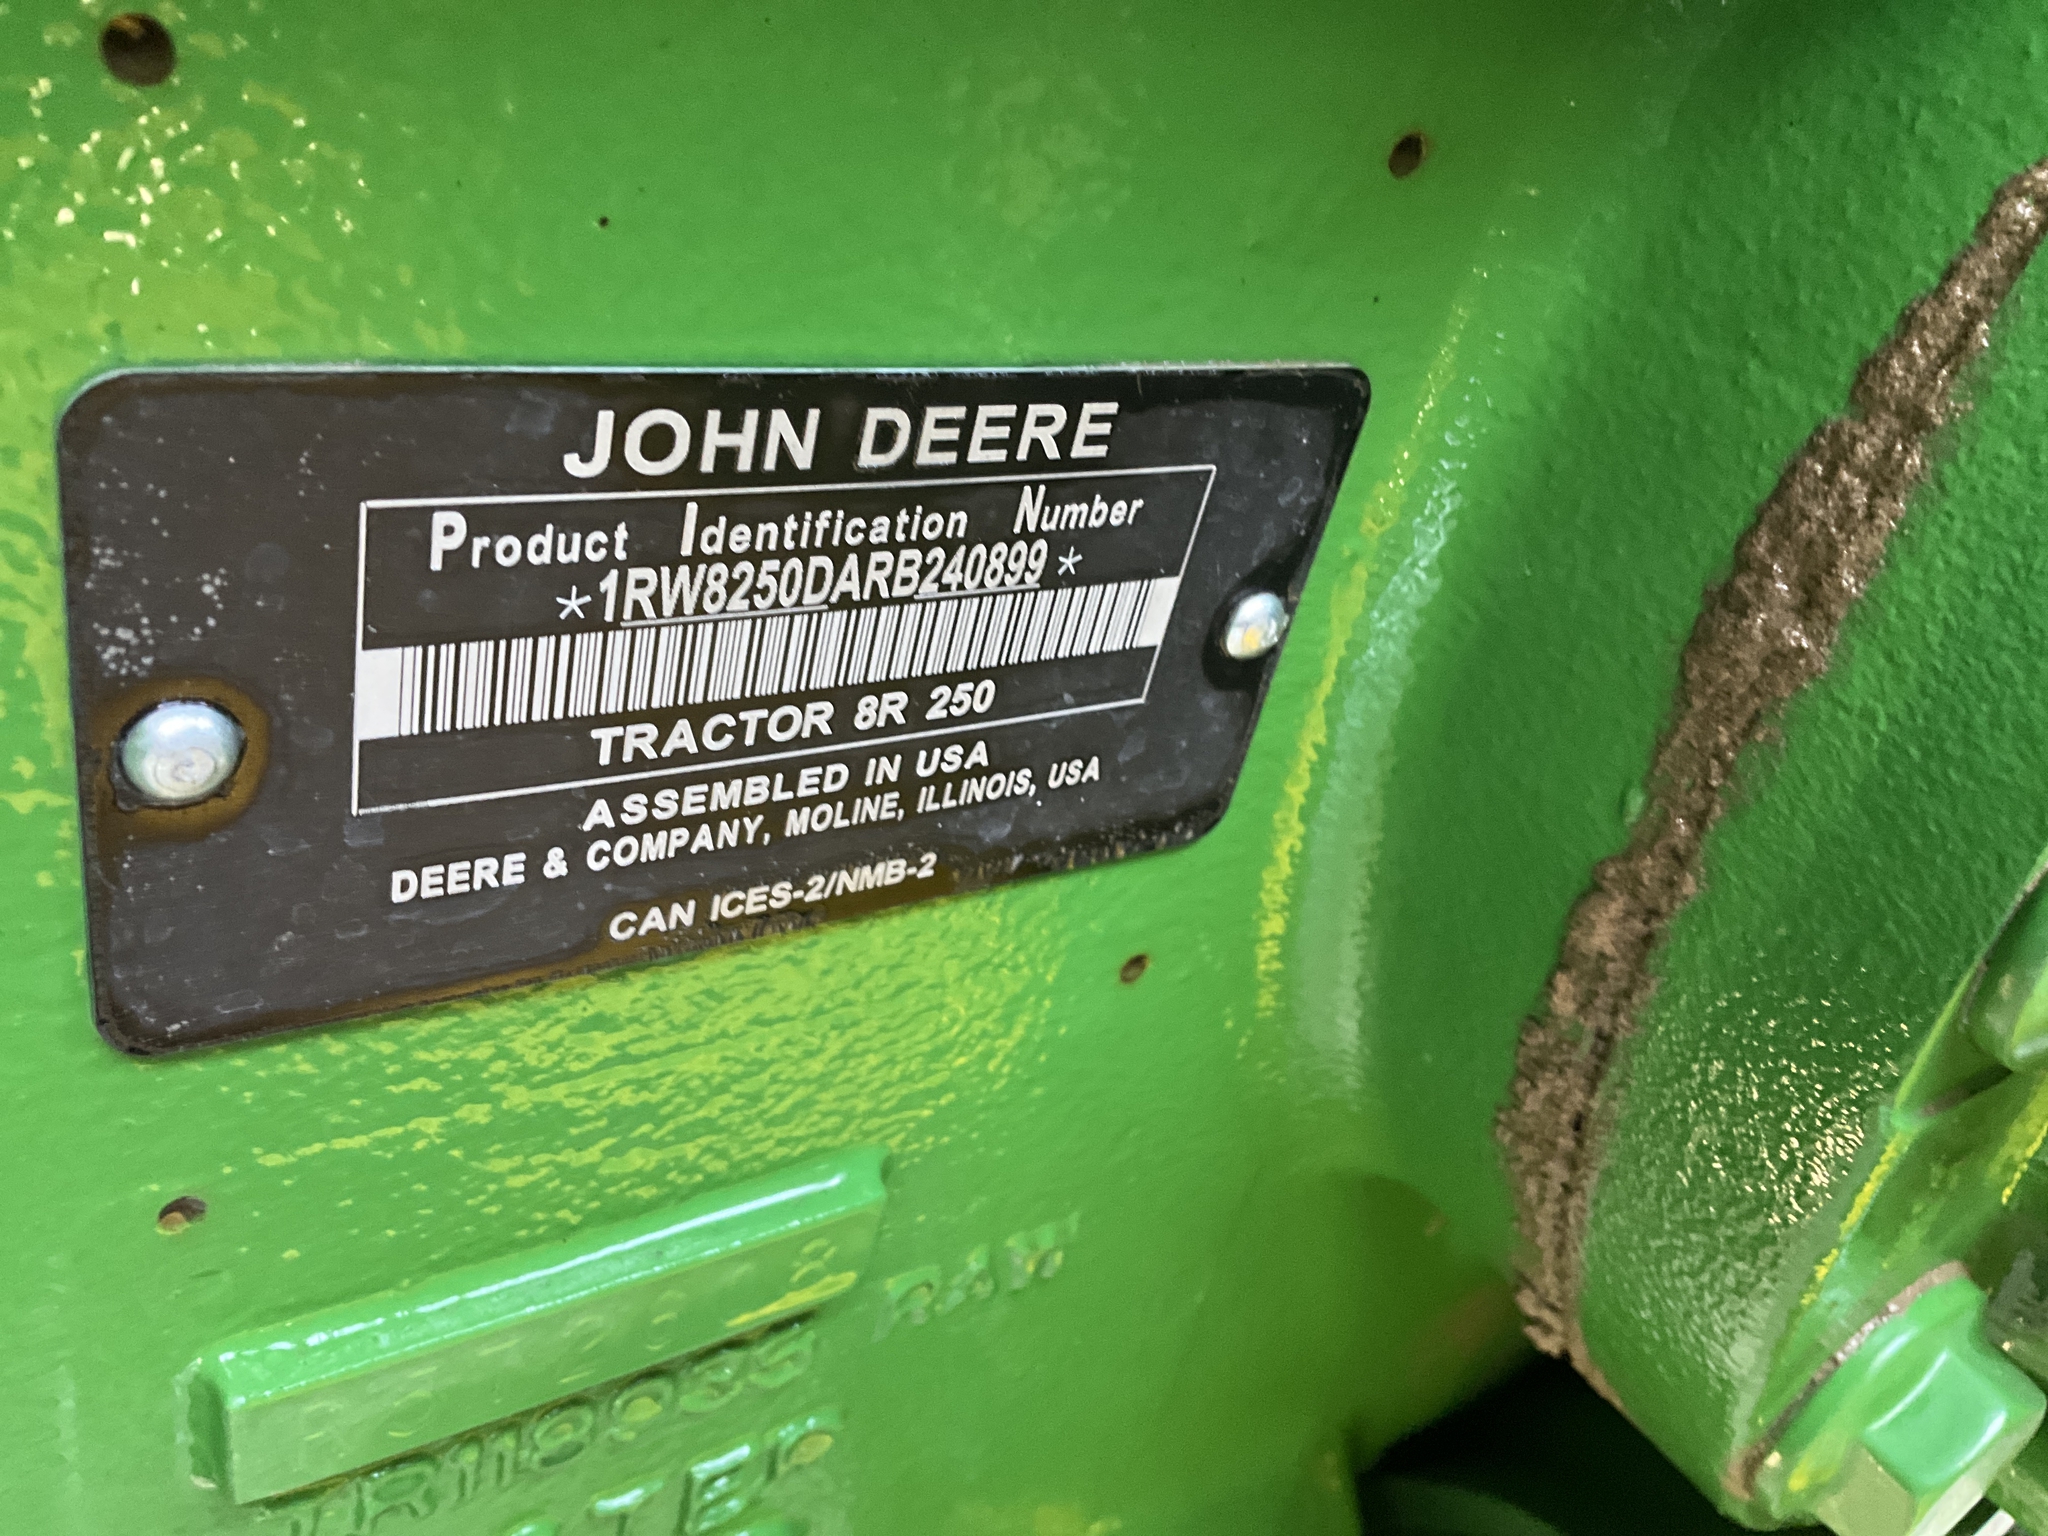 JOHN DEERE
Product Identification Number
*1RW8250DARB240899*
TRACTOR 8R 250
ASSEMBLED IN USA
DEERE & COMPANY, MOLINE, ILLINOIS, USA
CAN ICES-2/NMB-2
RAW